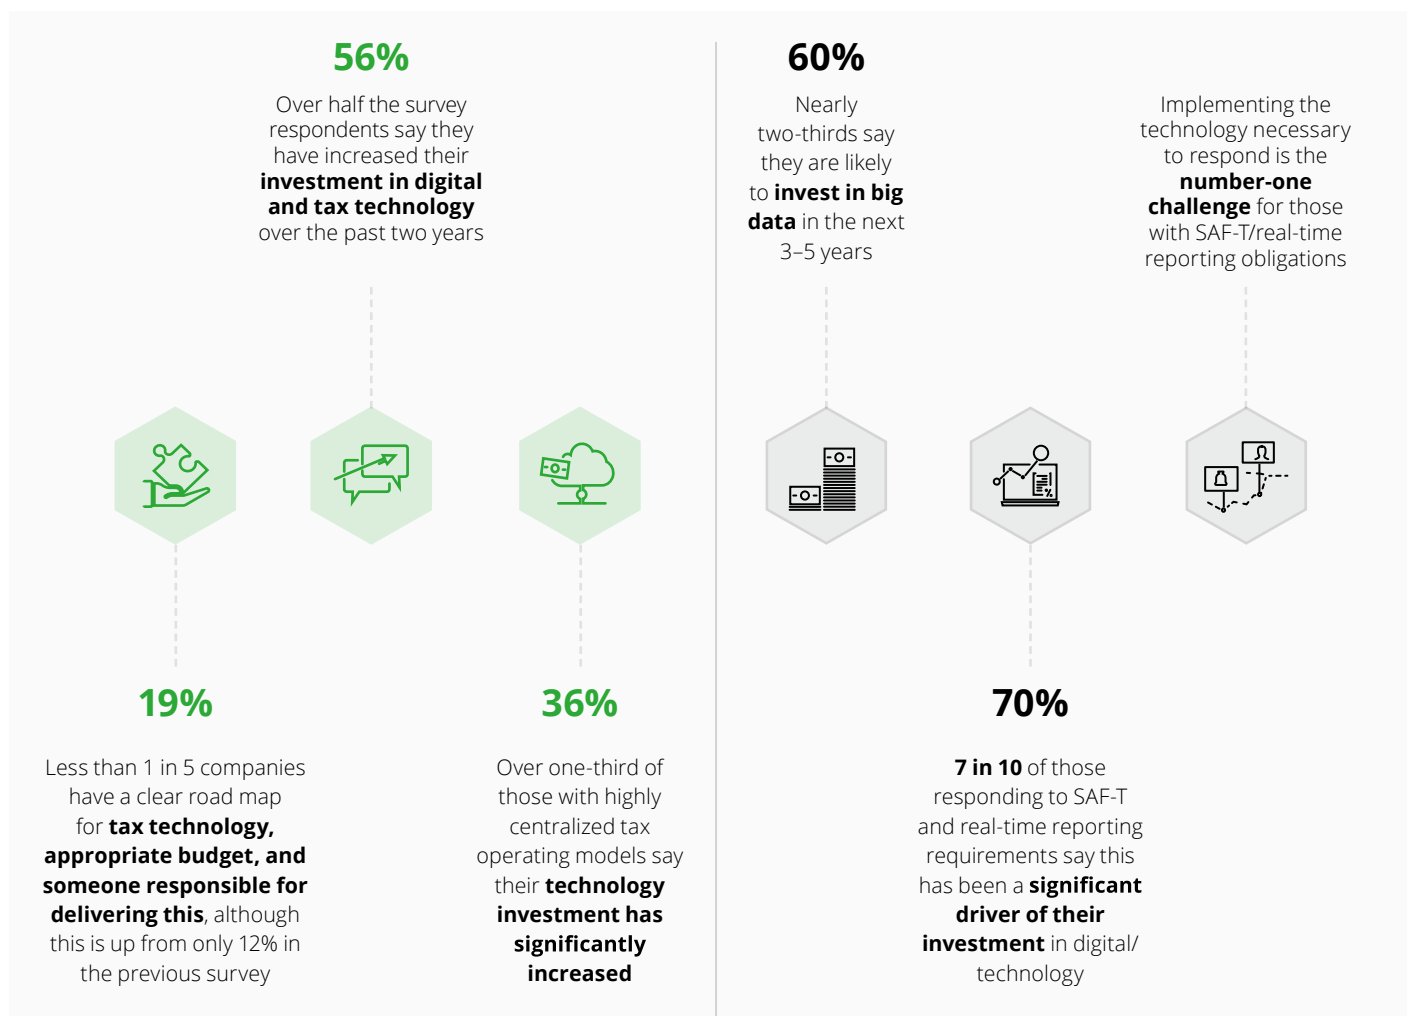 56%
Over half the survey
respondents say they
have increased their
investment in digital
and tax technology
over the past two years
60%
Nearly
two-thirds say
they are likely
to invest in big
data in the next
3–5 years
Implementing the
technology necessary
to respond is the
number-one
challenge for those
with SAF-T/real-time
reporting obligations
19%
Less than 1 in 5 companies
have a clear road map
for tax technology,
appropriate budget, and
someone responsible for
delivering this, although
this is up from only 12% in
the previous survey
36%
Over one-third of
those with highly
centralized tax
operating models say
their technology
investment has
significantly
increased
70%
7 in 10 of those
responding to SAF-T
and real-time reporting
requirements say this
has been a significant
driver of their
investment in digital/
technology